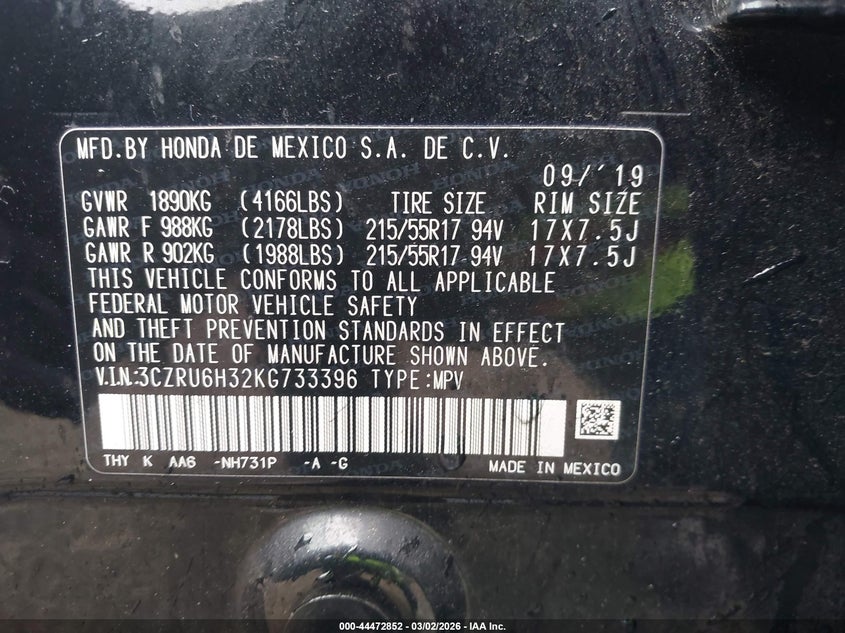 MFD.BY HONDA DE MEXICO S.A. DE C.V.
09/´19
GVWR 1890KG (4166LBS) TIRE SIZE RIM SIZE
GAWR F 988KG (2178LBS) 215/55R17 94V 17X7.5J
GAWR R 902KG (1988LBS) 215/55R17 94V 17X7.5J
THIS VEHICLE CONFORMS TO ALL APPLICABLE
FEDERAL MOTOR VEHICLE SAFETY
AND THEFT PREVENTION STANDARDS IN EFFECT
ON THE DATE OF MANUFACTURE SHOWN ABOVE.
V.I.N.:3CZRU6H32KG733396 TYPE:MPV
THY K AA6 -NH731P -A -G MADE IN MEXICO
000-44472852 - 03/02/2026 - IAA Inc.